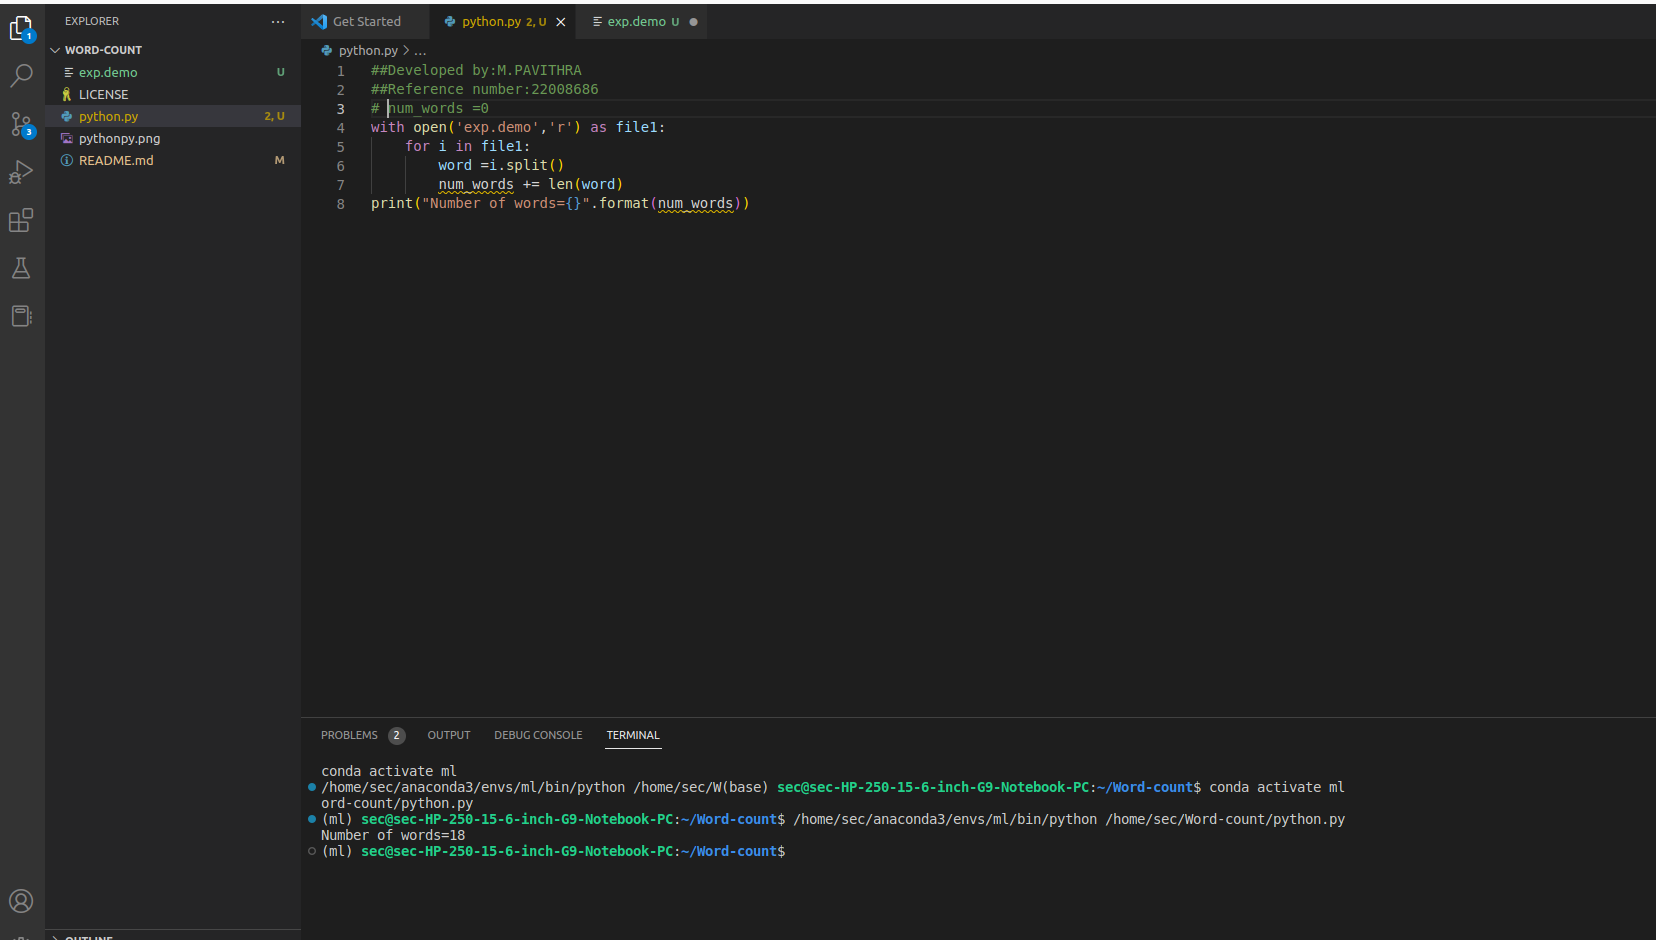 EXPLORER ···
Get Started
python.py 2, U ×
exp.demo U ●
1
WORD-COUNT
exp.demo U
LICENSE
python.py 2, U
pythonpy.png
README.md M
3
python.py > ...
1 ##Developed by:M.PAVITHRA
2 ##Reference number:22008686
3 # num_words =0
4 with open('exp.demo','r') as file1:
5 for i in file1:
6 word =i.split()
7 num_words += len(word)
8 print("Number of words={}".format(num_words))
PROBLEMS 2 OUTPUT DEBUG CONSOLE TERMINAL
conda activate ml
/home/sec/anaconda3/envs/ml/bin/python /home/sec/W(base) sec@sec-HP-250-15-6-inch-G9-Notebook-PC:~/Word-count$ conda activate ml
ord-count/python.py
(ml) sec@sec-HP-250-15-6-inch-G9-Notebook-PC:~/Word-count$ /home/sec/anaconda3/envs/ml/bin/python /home/sec/Word-count/python.py
Number of words=18
(ml) sec@sec-HP-250-15-6-inch-G9-Notebook-PC:~/Word-count$
OUTLINE